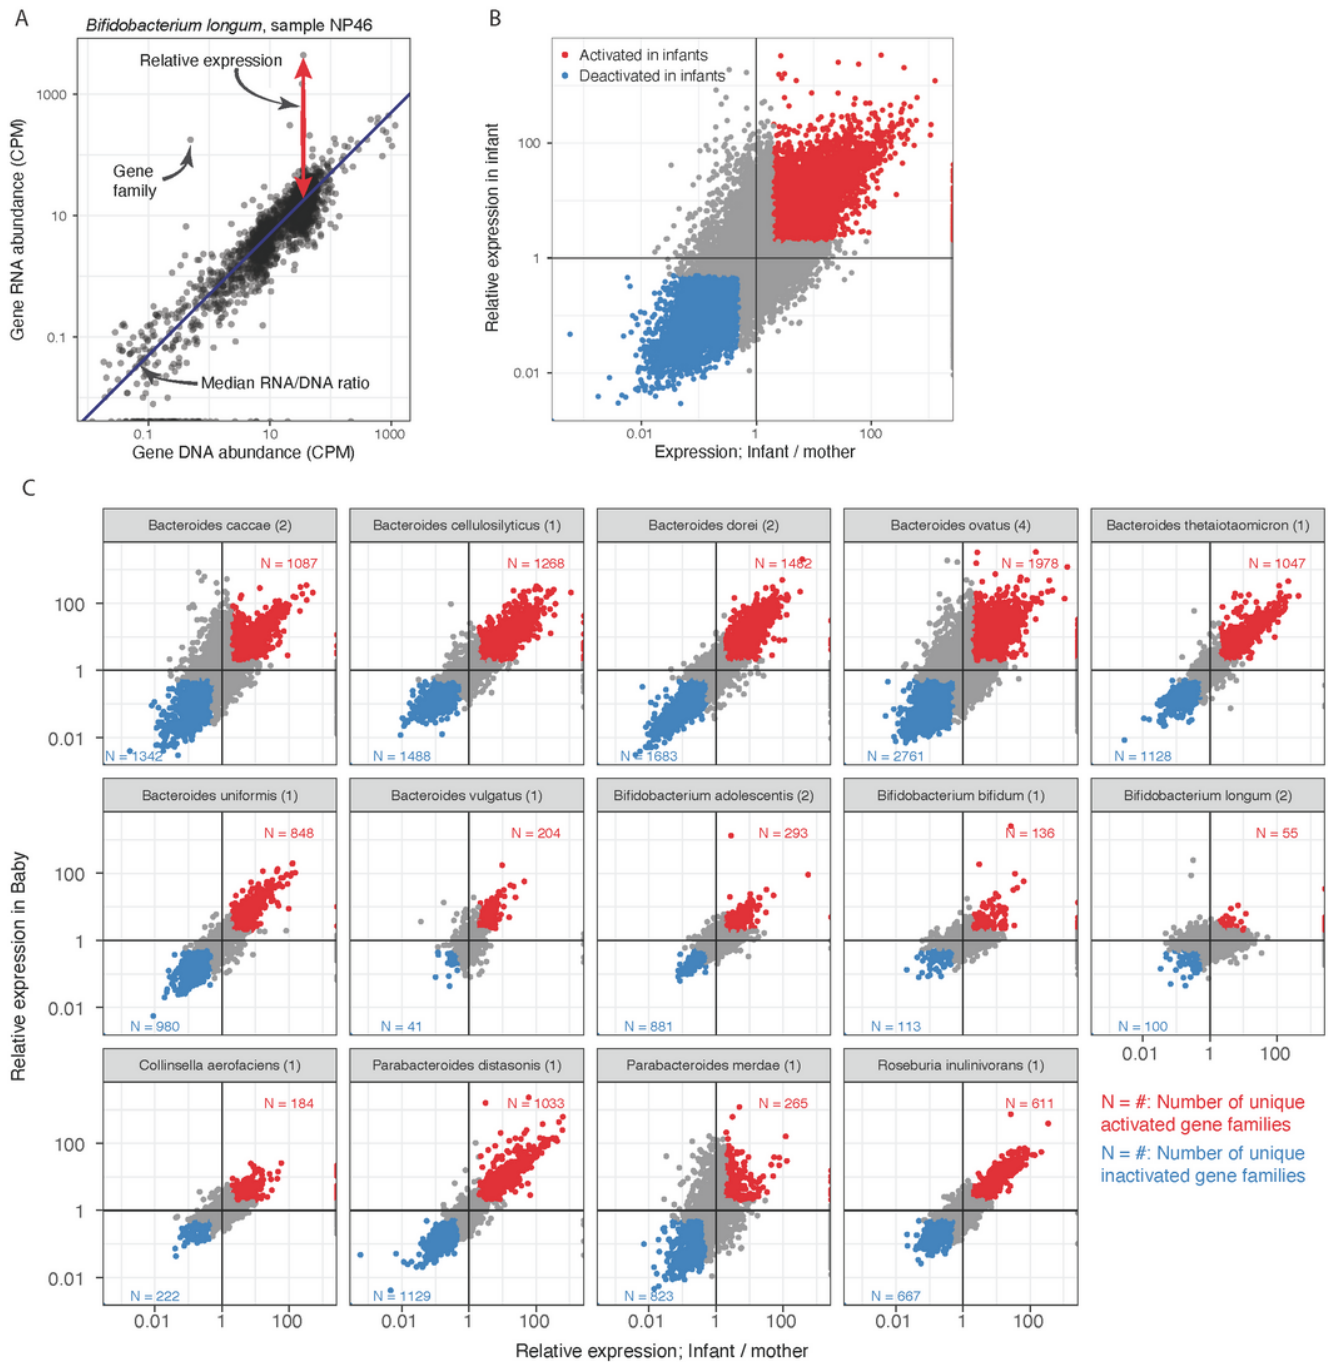 A
Bifidobacterium longum, sample NP46
Relative expression
Gene
family
Median RNA/DNA ratio
Gene RNA abundance (CPM)
1000
10
0.1
0.1
10
1000
Gene DNA abundance (CPM)
B
Activated in infants
Deactivated in infants
Relative expression in infant
100
1
0.01
0.01
1
100
Expression; Infant / mother
C
Relative expression in Baby
Bacteroides caccae (2)
N = 1087
N = 1342
Bacteroides cellulosilyticus (1)
N = 1268
N = 1488
Bacteroides dorei (2)
N = 1482
N = 1683
Bacteroides ovatus (4)
N = 1978
N = 2761
Bacteroides thetaiotaomicron (1)
N = 1047
N = 1128
100
1
0.01
Bacteroides uniformis (1)
N = 848
N = 980
Bacteroides vulgatus (1)
N = 204
N = 41
Bifidobacterium adolescentis (2)
N = 293
N = 881
Bifidobacterium bifidum (1)
N = 136
N = 113
Bifidobacterium longum (2)
N = 55
N = 100
100
1
0.01
0.01
1
100
Collinsella aerofaciens (1)
N = 184
N = 222
Parabacteroides distasonis (1)
N = 1033
N = 1129
Parabacteroides merdae (1)
N = 265
N = 823
Roseburia inulinivorans (1)
N = 611
N = 667
100
1
0.01
0.01
1
100
0.01
1
100
0.01
1
100
0.01
1
100
Relative expression; Infant / mother
N = #: Number of unique
activated gene families
N = #: Number of unique
inactivated gene families